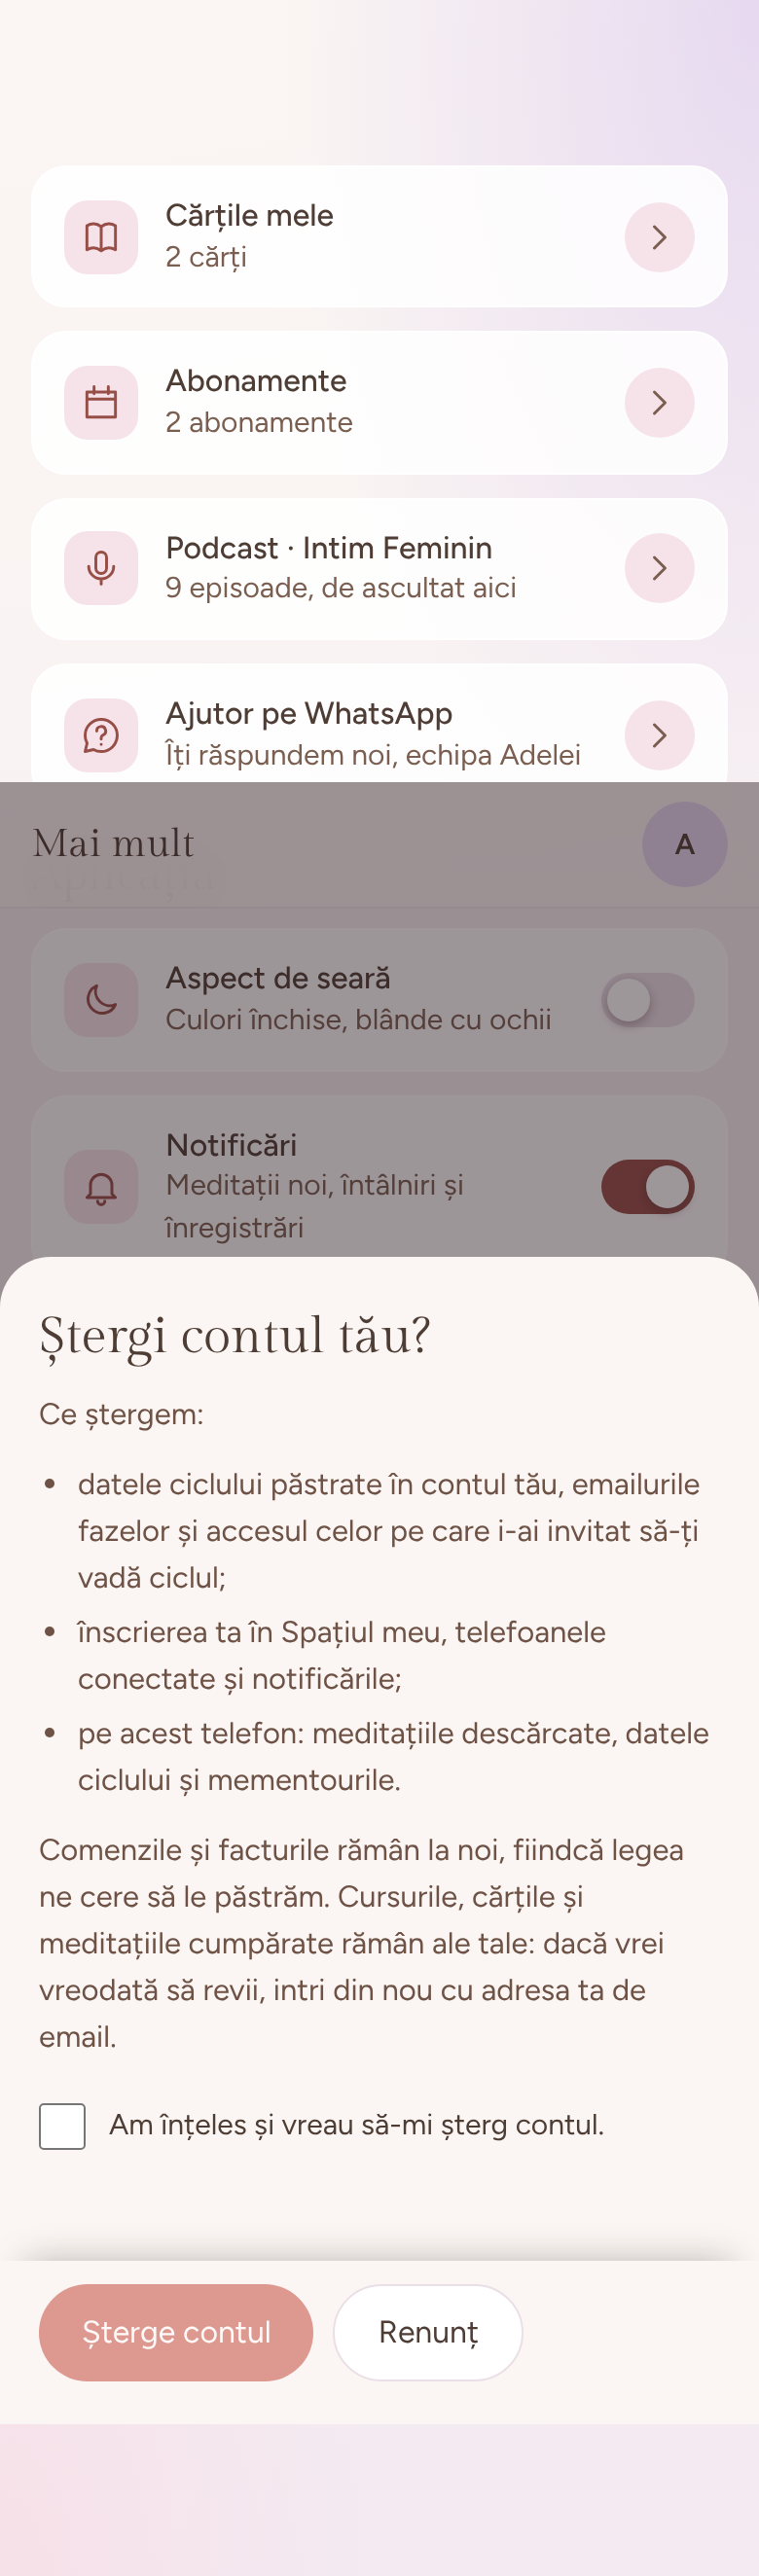 Cărțile mele
2 cărți
Abonamente
2 abonamente
Podcast · Intim Feminin
9 episoade, de ascultat aici
Ajutor pe WhatsApp
Îți răspundem noi, echipa Adelei
Mai mult
A
Aplicația
Aspect de seară
Culori închise, blânde cu ochii
Notificări
Meditații noi, întâlniri și
înregistrări
Ștergi contul tău?
Ce ștergem:
• datele ciclului păstrate în contul tău, emailurile
fazelor și accesul celor pe care i-ai invitat să-ți
vadă ciclul;
• înscrierea ta în Spațiul meu, telefoanele
conectate și notificările;
• pe acest telefon: meditațiile descărcate, datele
ciclului și mementourile.
Comenzile și facturile rămân la noi, fiindcă legea
ne cere să le păstrăm. Cursurile, cărțile și
meditațiile cumpărate rămân ale tale: dacă vrei
vreodată să revii, intri din nou cu adresa ta de
email.
Am înțeles și vreau să-mi șterg contul.
Șterge contul
Renunț